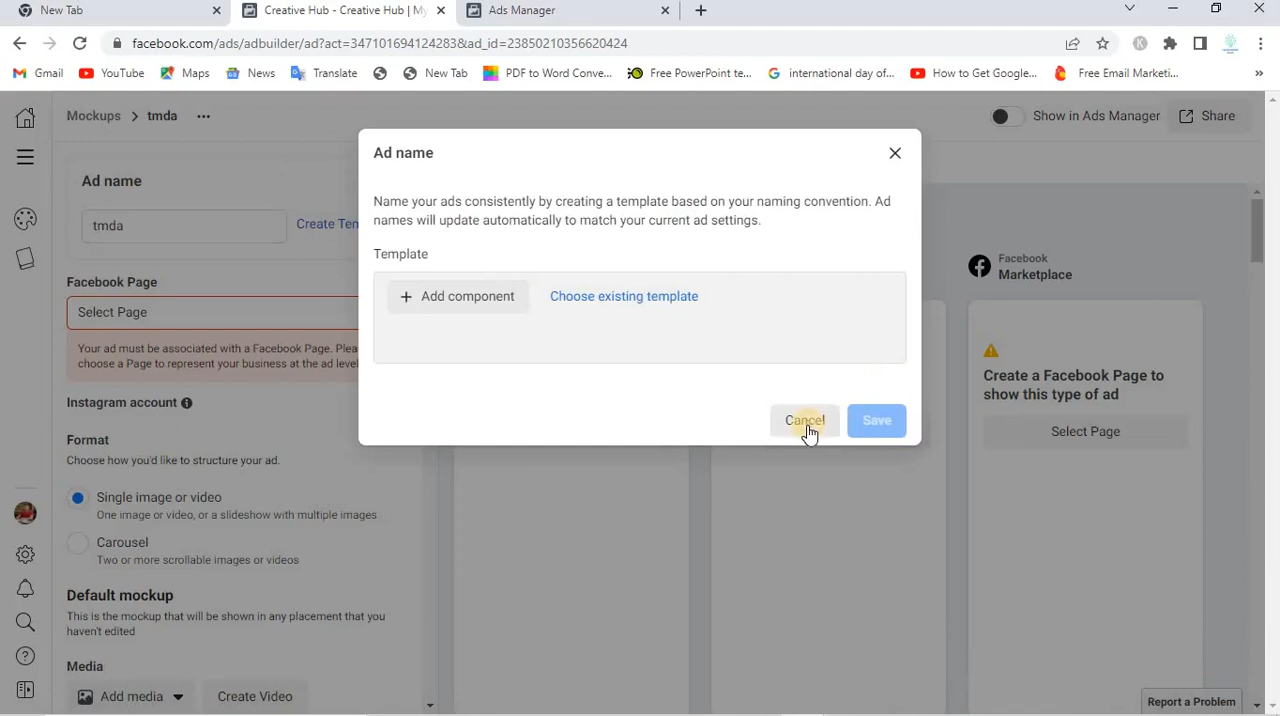 New Tab
Creative Hub - Creative Hub | My
Ads Manager
facebook.com/ads/adbuilder/ad?act=347101694124283&ad_id=23850210356620424
Gmail
YouTube
Maps
News
Translate
New Tab
PDF to Word Conve...
Free PowerPoint te...
international day of...
How to Get Google...
Free Email Marketi...
»
Mockups > tmda ...
Show in Ads Manager
Share
Ad name
tmda
Create Tem
Facebook Page
Select Page
Your ad must be associated with a Facebook Page. Plea
choose a Page to represent your business at the ad level
Instagram account
Format
Choose how you'd like to structure your ad.
Single image or video
One image or video, or a slideshow with multiple images
Carousel
Two or more scrollable images or videos
Default mockup
This is the mockup that will be shown in any placement that you
haven't edited
Media
Add media
Create Video
Ad name
Name your ads consistently by creating a template based on your naming convention. Ad
names will update automatically to match your current ad settings.
Template
+ Add component
Choose existing template
Cancel
Save
Facebook
Marketplace
Create a Facebook Page to
show this type of ad
Select Page
Report a Problem